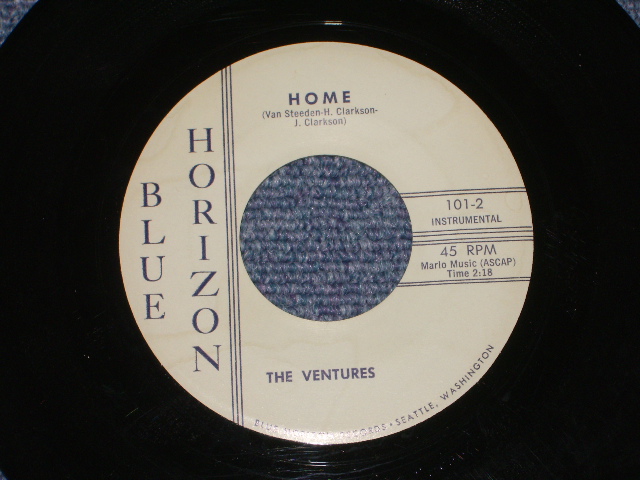 HOME
(Van Steeden-H. Clarkson-
J. Clarkson)
BLUE
HORIZON
101-2
INSTRUMENTAL
45 RPM
Marlo Music (ASCAP)
Time 2:18
THE VENTURES
SEATTLE, WASHINGTON